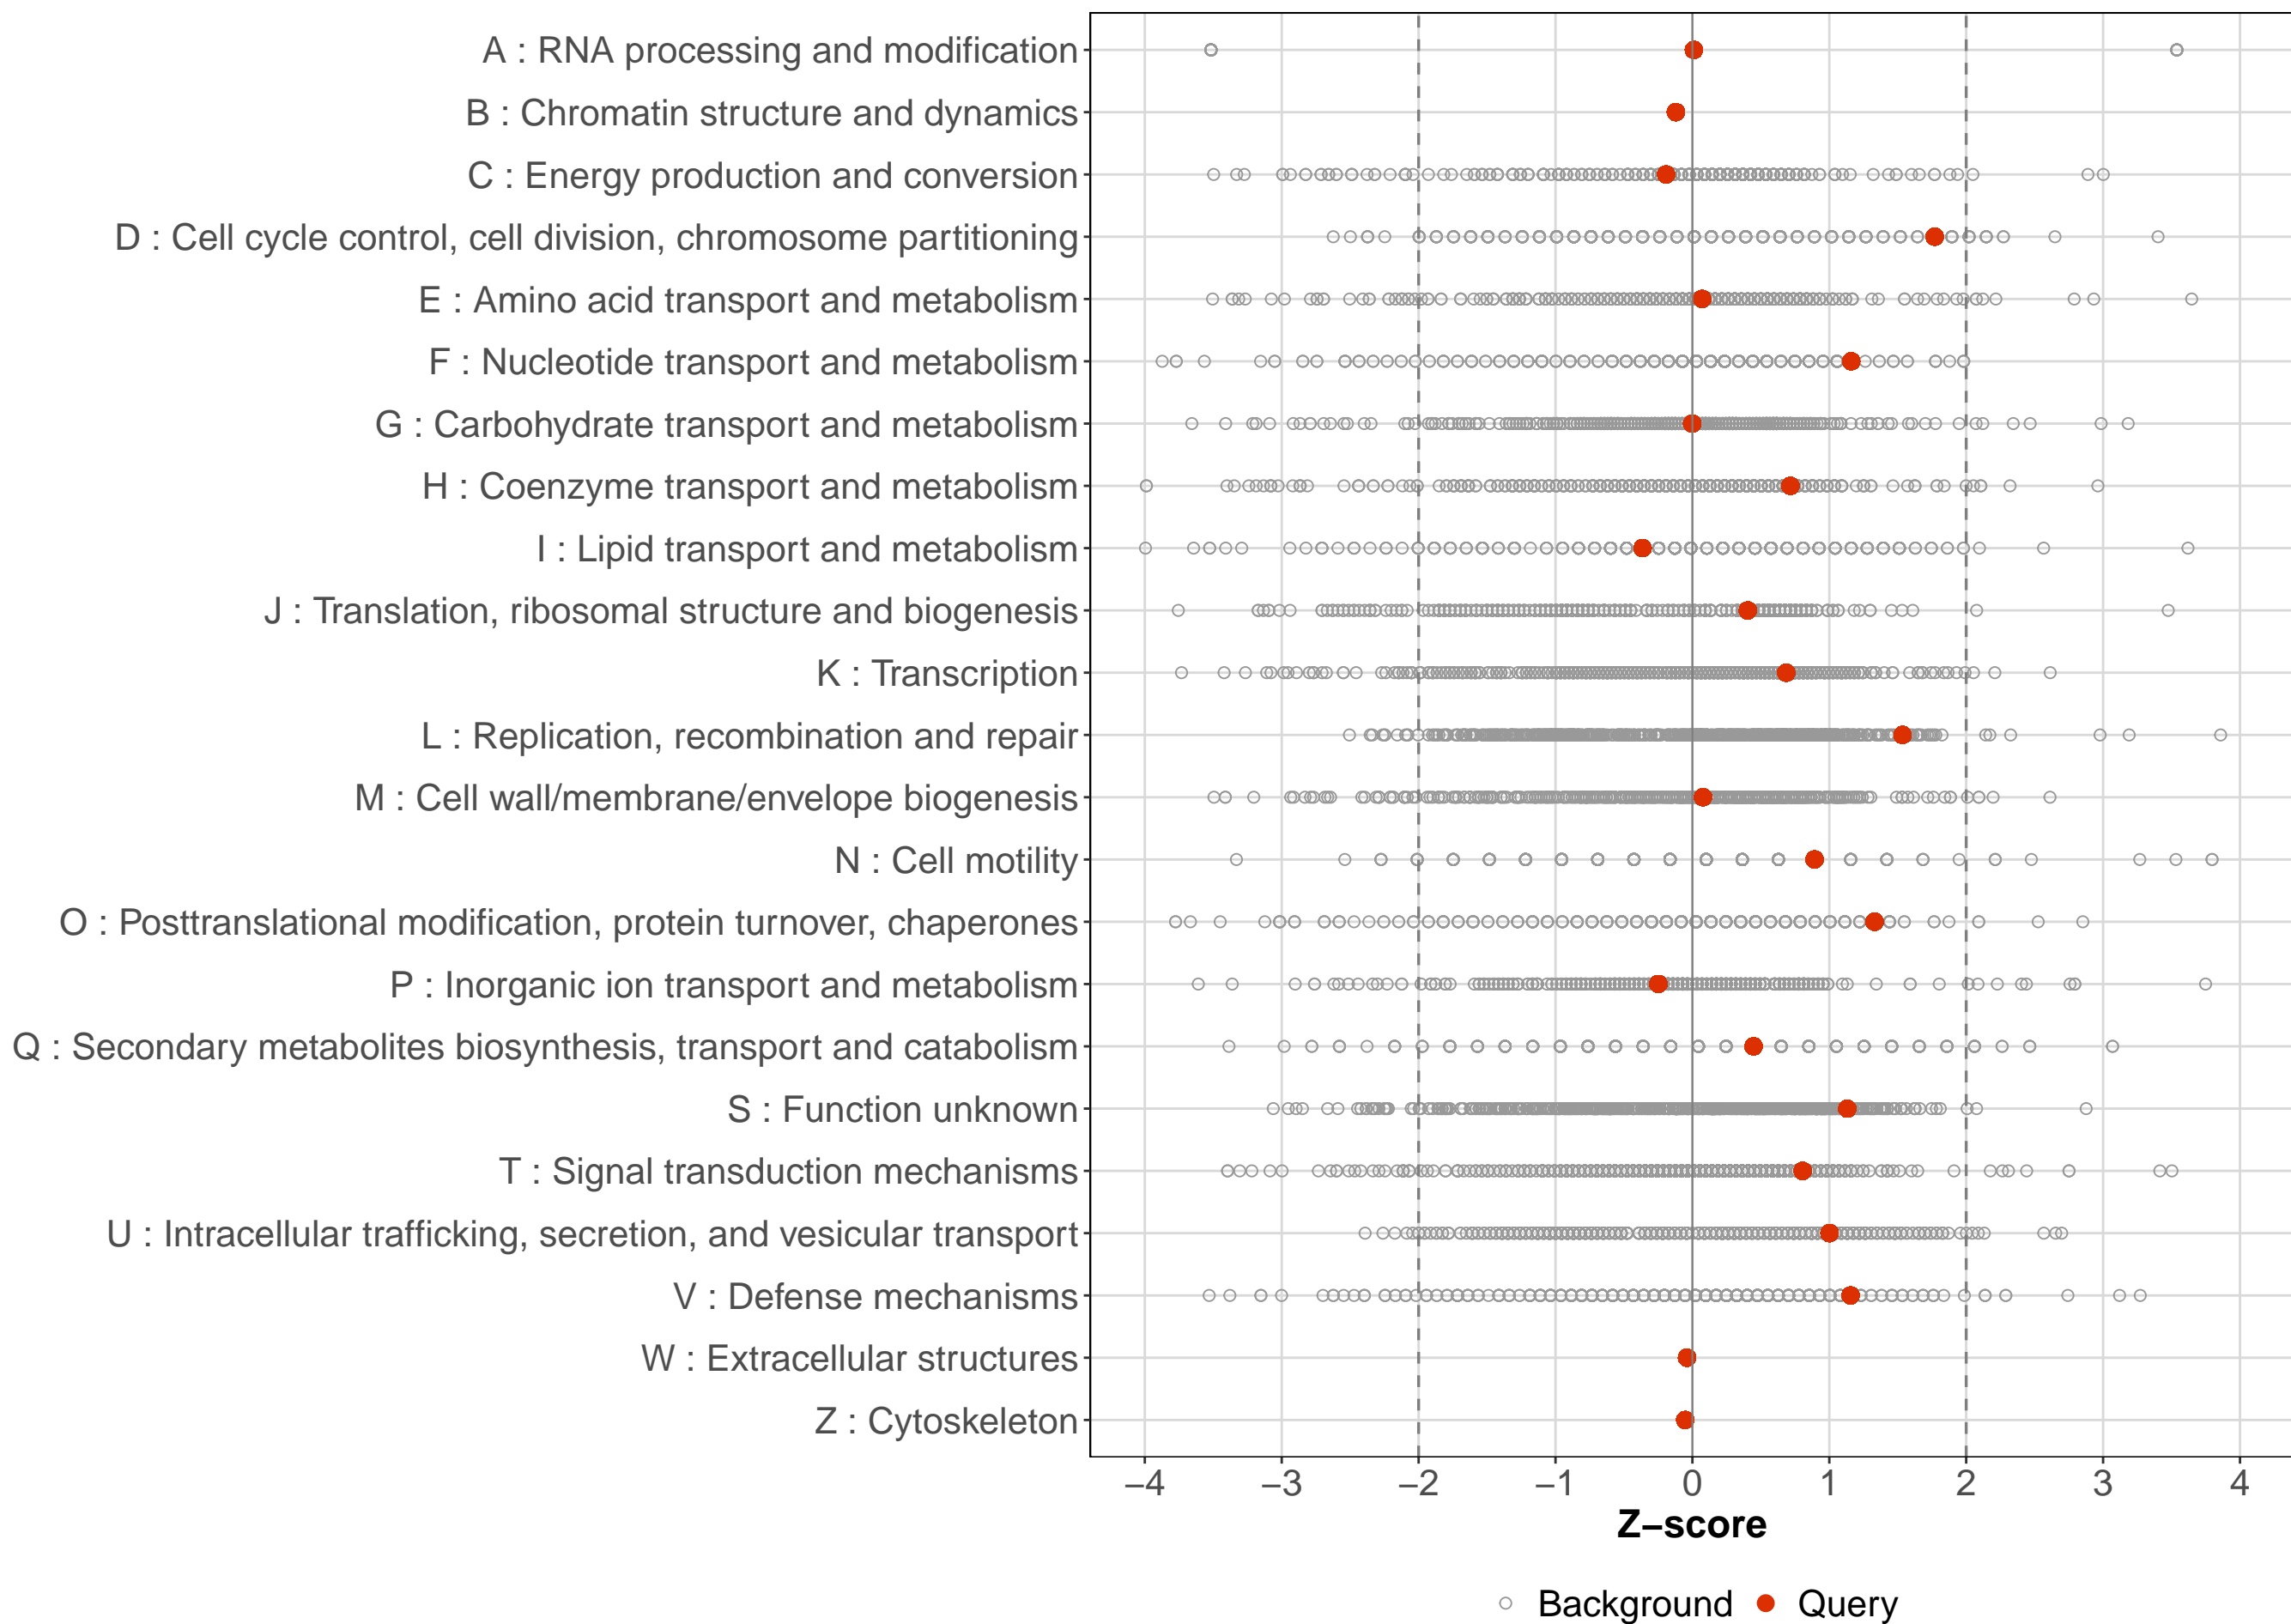 A : RNA processing and modification
B : Chromatin structure and dynamics
C : Energy production and conversion
D : Cell cycle control, cell division, chromosome partitioning
E : Amino acid transport and metabolism
F : Nucleotide transport and metabolism
G : Carbohydrate transport and metabolism
H : Coenzyme transport and metabolism
I : Lipid transport and metabolism
J : Translation, ribosomal structure and biogenesis
K : Transcription
L : Replication, recombination and repair
M : Cell wall/membrane/envelope biogenesis
N : Cell motility
O : Posttranslational modification, protein turnover, chaperones
P : Inorganic ion transport and metabolism
Q : Secondary metabolites biosynthesis, transport and catabolism
S : Function unknown
T : Signal transduction mechanisms
U : Intracellular trafficking, secretion, and vesicular transport
V : Defense mechanisms
W : Extracellular structures
Z : Cytoskeleton
−4 −3 −2 −1 0 1 2 3 4
Z−score
Background Query